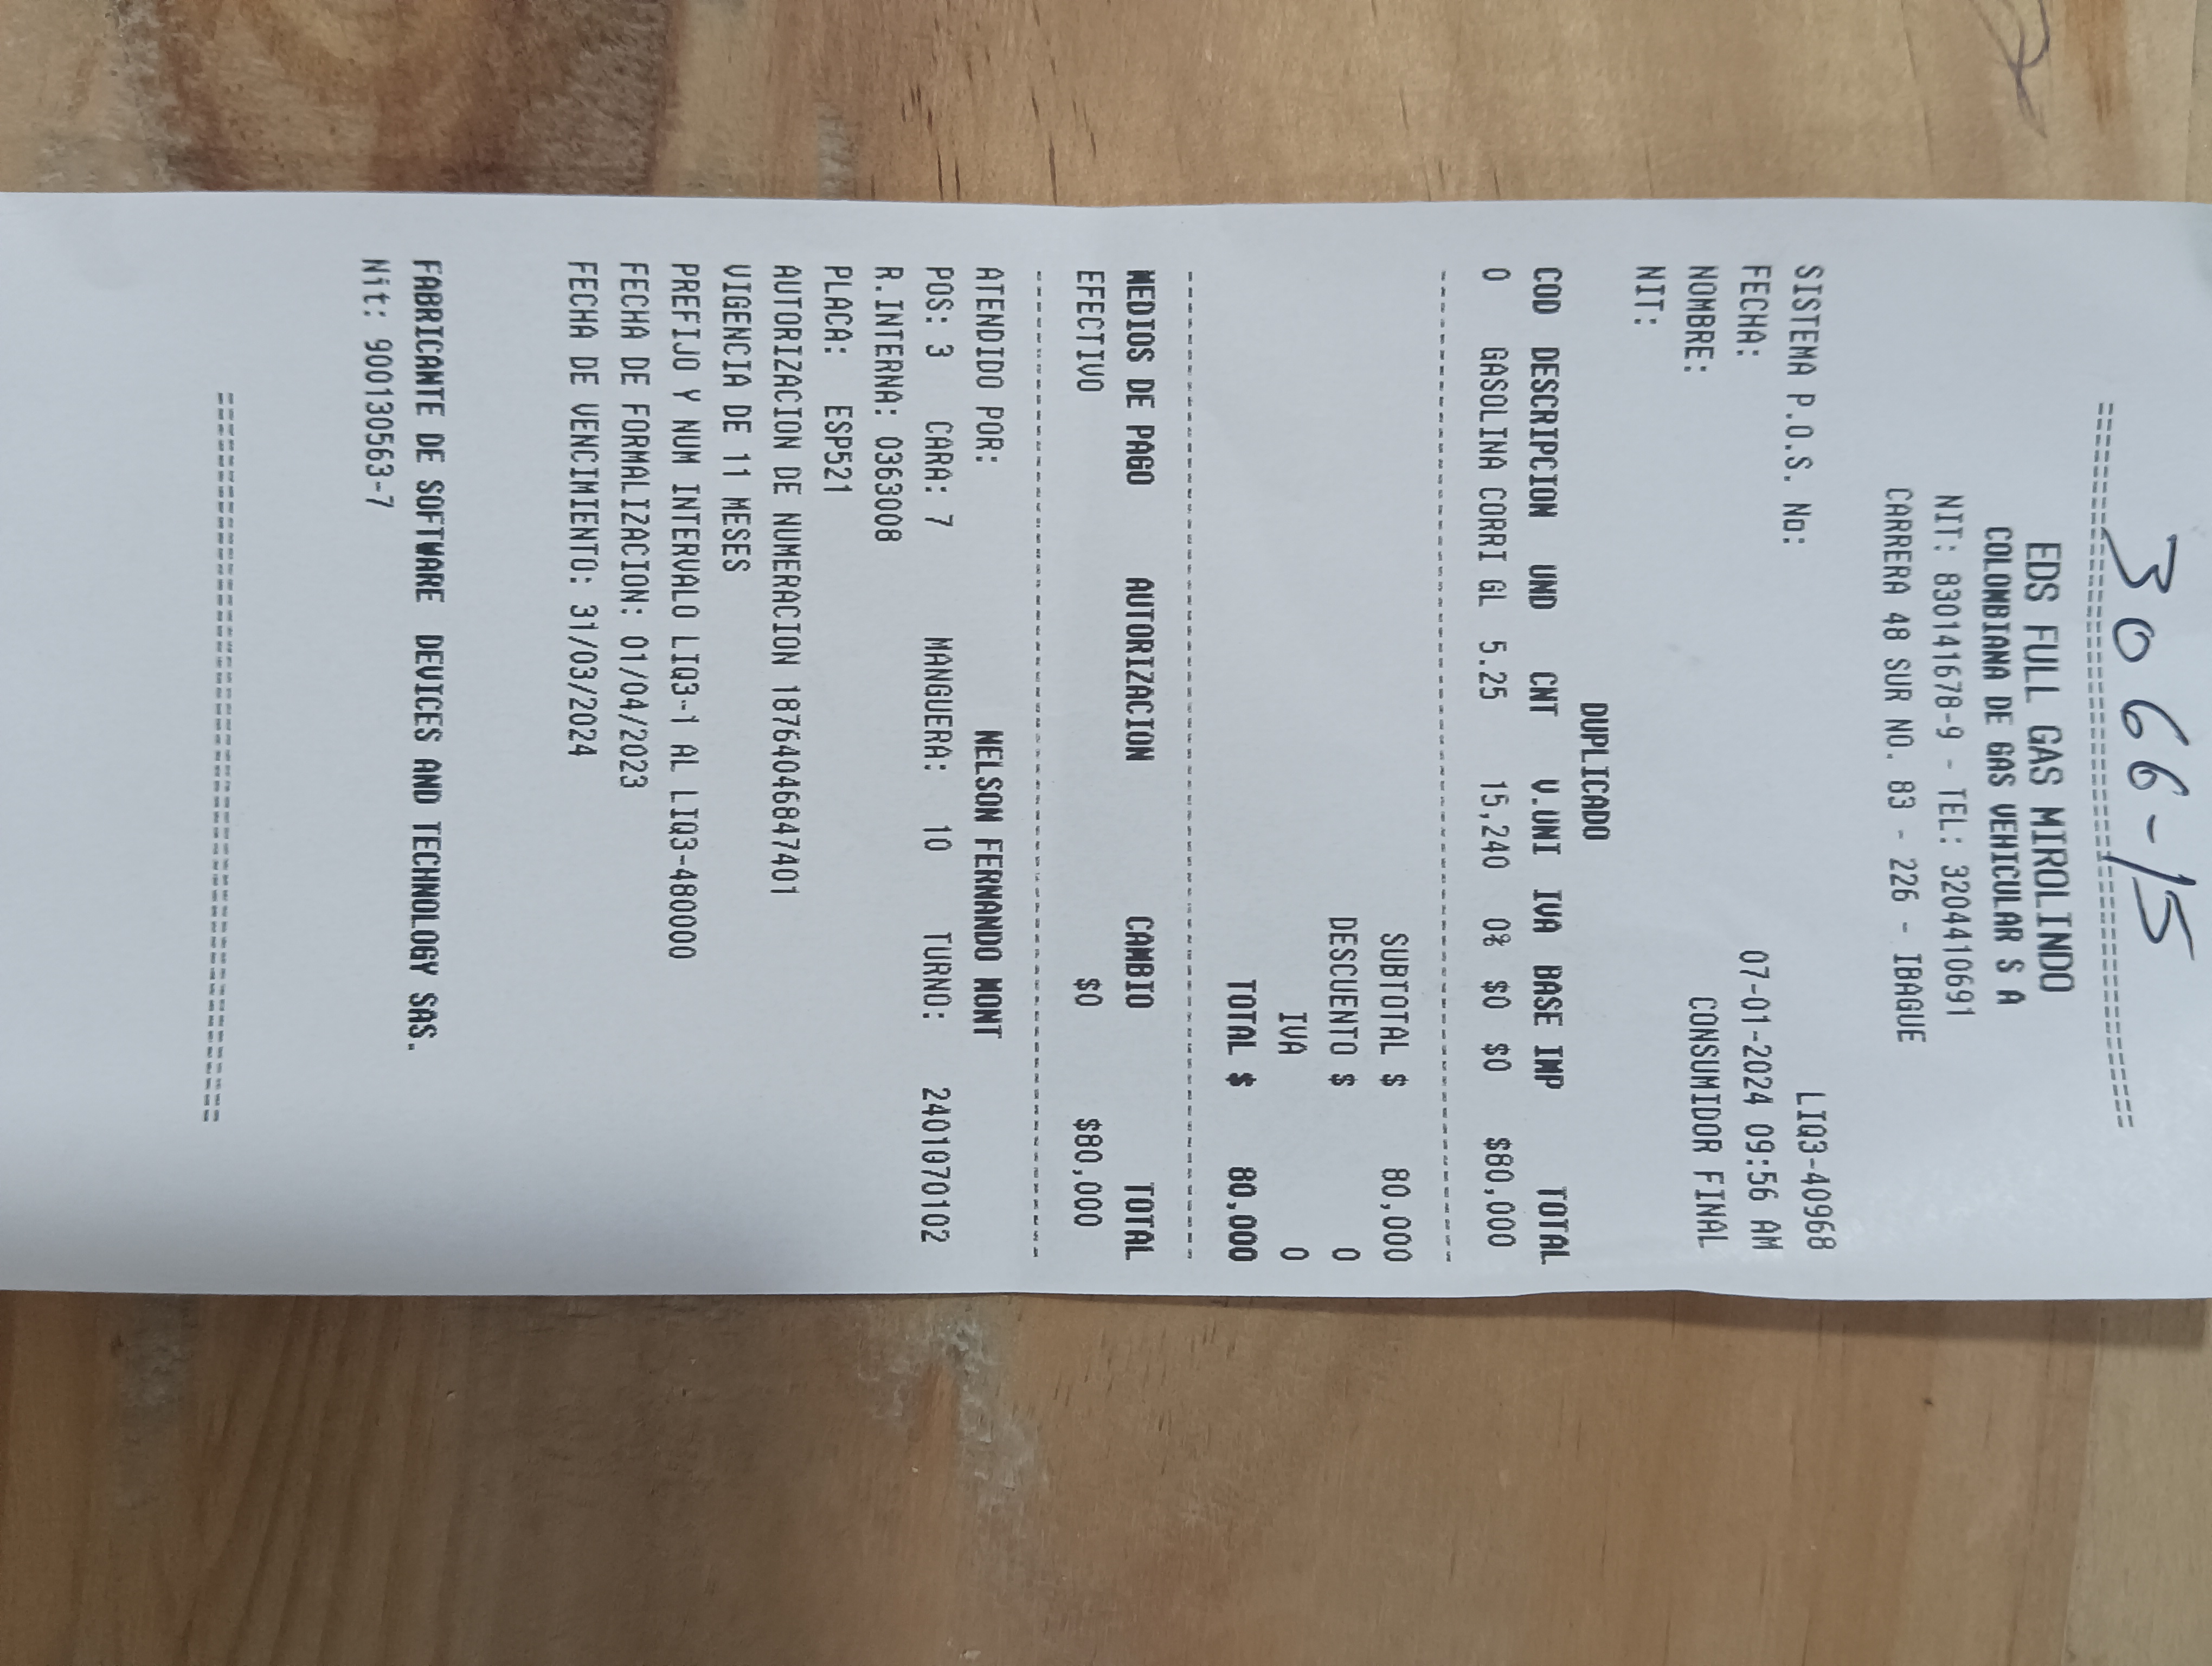 3066-15
==================================================
EDS FULL GAS MIROLINDO
COLOMBIANA DE GAS VEHICULAR S A
NIT: 830141678-9 - TEL: 3204410691
CARRERA 48 SUR NO. 83 - 226 - IBAGUE
SISTEMA P.O.S. No: LIQ3-40968
FECHA: 07-01-2024 09:56 AM
NOMBRE: CONSUMIDOR FINAL
NIT:
DUPLICADO
COD DESCRIPCION UND CNT V.UNI IVA BASE IMP TOTAL
0 GASOLINA CORRI GL 5.25 15,240 0% $0 $0 $80,000
--------------------------------------------------
SUBTOTAL $ 80,000
DESCUENTO $ 0
IVA 0
TOTAL $ 80,000
--------------------------------------------------
MEDIOS DE PAGO AUTORIZACION CAMBIO TOTAL
EFECTIVO $0 $80,000
--------------------------------------------------
ATENDIDO POR: NELSON FERNANDO MONT
POS: 3 CARA: 7 MANGUERA: 10 TURNO: 2401070102
R.INTERNA: 0363008
PLACA: ESP521
AUTORIZACION DE NUMERACION 18764046847401
VIGENCIA DE 11 MESES
PREFIJO Y NUM INTERVALO LIQ3-1 AL LIQ3-480000
FECHA DE FORMALIZACION: 01/04/2023
FECHA DE VENCIMIENTO: 31/03/2024
FABRICANTE DE SOFTWARE DEVICES AND TECHNOLOGY SAS.
Nit: 900130563-7
==================================================